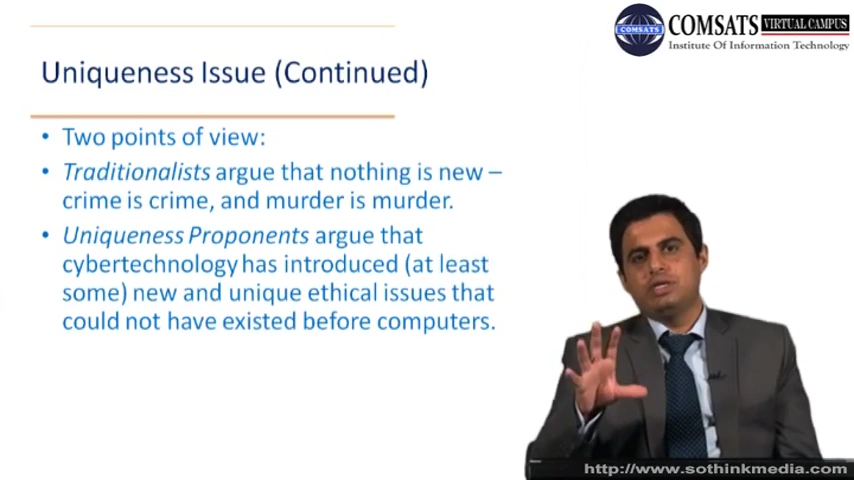 COMSATS VIRTUAL CAMPUS
COMSATS
Institute Of Information Technology
Uniqueness Issue (Continued)
• Two points of view:
• Traditionalists argue that nothing is new –
crime is crime, and murder is murder.
• Uniqueness Proponents argue that
cybertechnology has introduced (at least
some) new and unique ethical issues that
could not have existed before computers.
http://www.sothinkmedia.com/